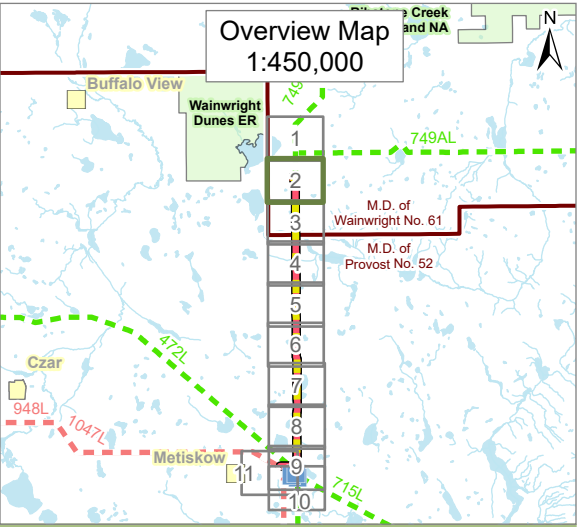 Overview Map
1:450,000
Creek
and NA
N
Buffalo View
Wainwright
Dunes ER
749
1
749AL
2
M.D. of
Wainwright No. 61
3
M.D. of
Provost No. 52
4
5
472L
6
Czar
7
948L
1047L
8
Metiskow
9
11
715L
10